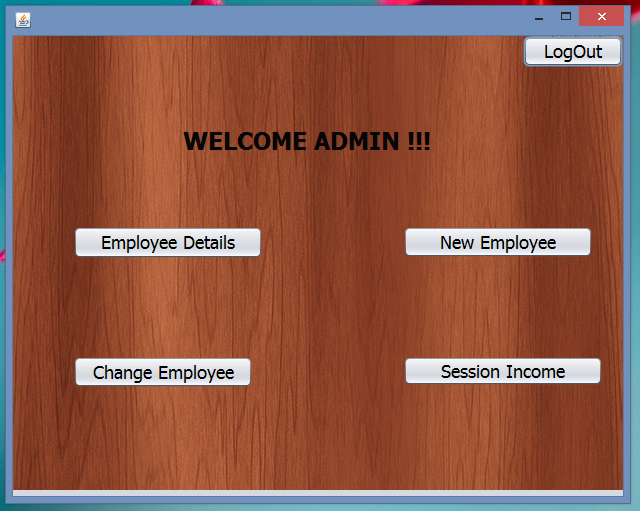 LogOut
WELCOME ADMIN !!!
Employee Details
New Employee
Change Employee
Session Income